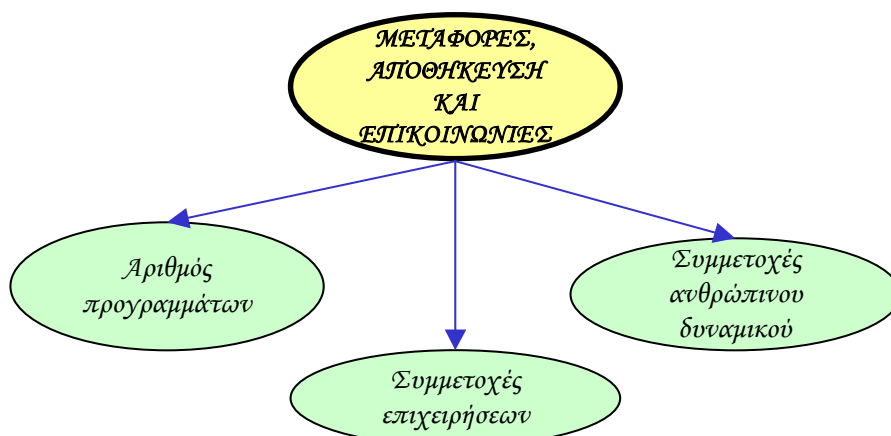 ΜΕΤΑΦΟΡΕΣ,
ΑΠΟΘΗΚΕΥΣΗ
ΚΑΙ
ΕΠΙΚΟΙΝΩΝΙΕΣ
Αριθμός
προγραμμάτων
Συμμετοχές
ανθρώπινου
δυναμικού
Συμμετοχές
επιχειρήσεων